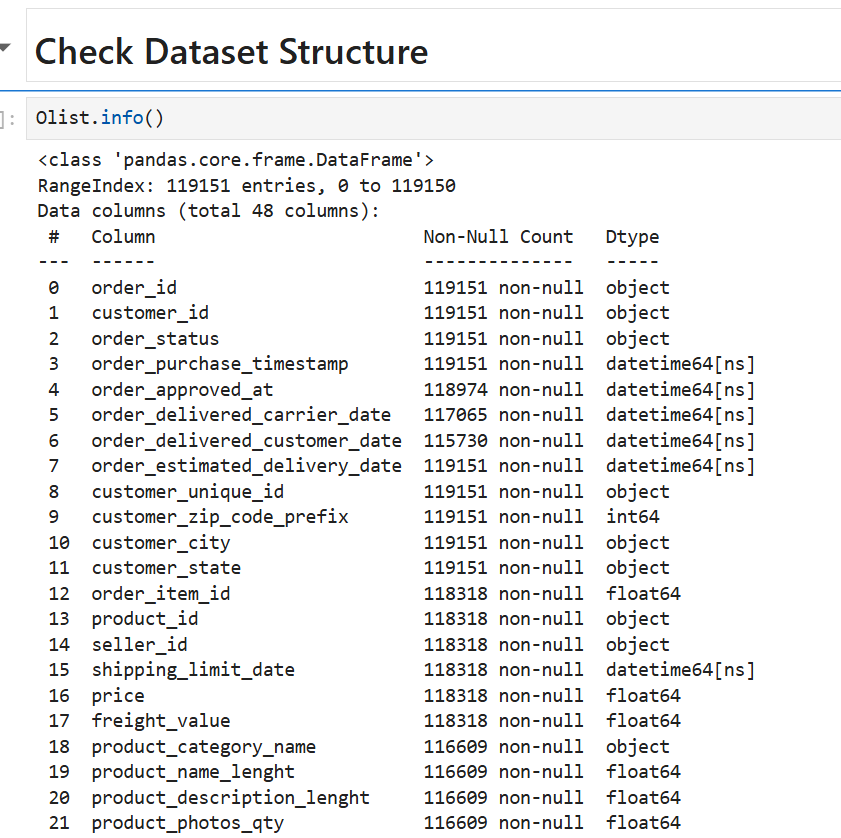 Check Dataset Structure
]: Olist.info()
<class 'pandas.core.frame.DataFrame'>
RangeIndex: 119151 entries, 0 to 119150
Data columns (total 48 columns):
 #   Column                         Non-Null Count   Dtype
---  ------                         --------------   -----
 0   order_id                       119151 non-null  object
 1   customer_id                    119151 non-null  object
 2   order_status                   119151 non-null  object
 3   order_purchase_timestamp       119151 non-null  datetime64[ns]
 4   order_approved_at              118974 non-null  datetime64[ns]
 5   order_delivered_carrier_date   117065 non-null  datetime64[ns]
 6   order_delivered_customer_date  115730 non-null  datetime64[ns]
 7   order_estimated_delivery_date  119151 non-null  datetime64[ns]
 8   customer_unique_id             119151 non-null  object
 9   customer_zip_code_prefix       119151 non-null  int64
 10  customer_city                  119151 non-null  object
 11  customer_state                 119151 non-null  object
 12  order_item_id                  118318 non-null  float64
 13  product_id                     118318 non-null  object
 14  seller_id                      118318 non-null  object
 15  shipping_limit_date            118318 non-null  datetime64[ns]
 16  price                          118318 non-null  float64
 17  freight_value                  118318 non-null  float64
 18  product_category_name          116609 non-null  object
 19  product_name_lenght            116609 non-null  float64
 20  product_description_lenght     116609 non-null  float64
 21  product_photos_qty             116609 non-null  float64